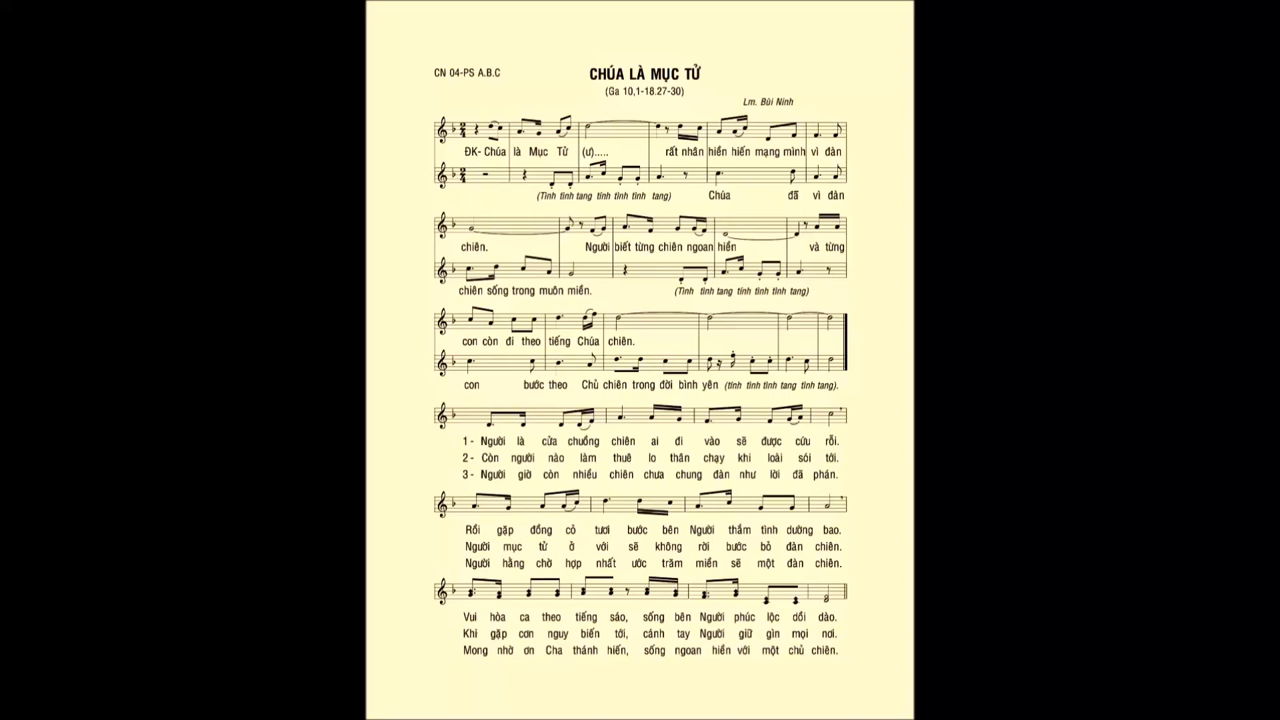 CN 04-PS A.B.C
CHÚA LÀ MỤC TỬ
(Ga 10,1-18.27-30)
Lm. Bùi Ninh
2 4
ĐK- Chúa là Mục Tử (ư)..... rất nhân hiền hiến mạng mình vì đàn
2 4
(Tình tình tang tính tình tình tang) Chúa đã vì đàn
chiên. Người biết từng chiên ngoan hiền và từng
chiên sống trong muôn miền. (Tình tình tang tính tình tình tang)
con còn đi theo tiếng Chúa chiên.
con bước theo Chủ chiên trong đời bình yên (tính tình tình tang tình tang).
1- Người là cửa chuồng chiên ai đi vào sẽ được cứu rỗi.
2- Còn người nào làm thuê lo thân chạy khi loài sói tới.
3- Người giờ còn nhiều chiên chưa chung đàn như lời đã phán.
Rồi gặp đồng cỏ tươi bước bên Người thắm tình dường bao.
Người mục tử ở với sẽ không rời bước bỏ đàn chiên.
Người hằng chờ hợp nhất ước trăm miền sẽ một đàn chiên.
Vui hòa ca theo tiếng sáo, sống bên Người phúc lộc dồi dào.
Khi gặp cơn nguy biến tới, cánh tay Người giữ gìn mọi nơi.
Mong nhờ ơn Cha thánh hiến, sống ngoan hiền với một chủ chiên.